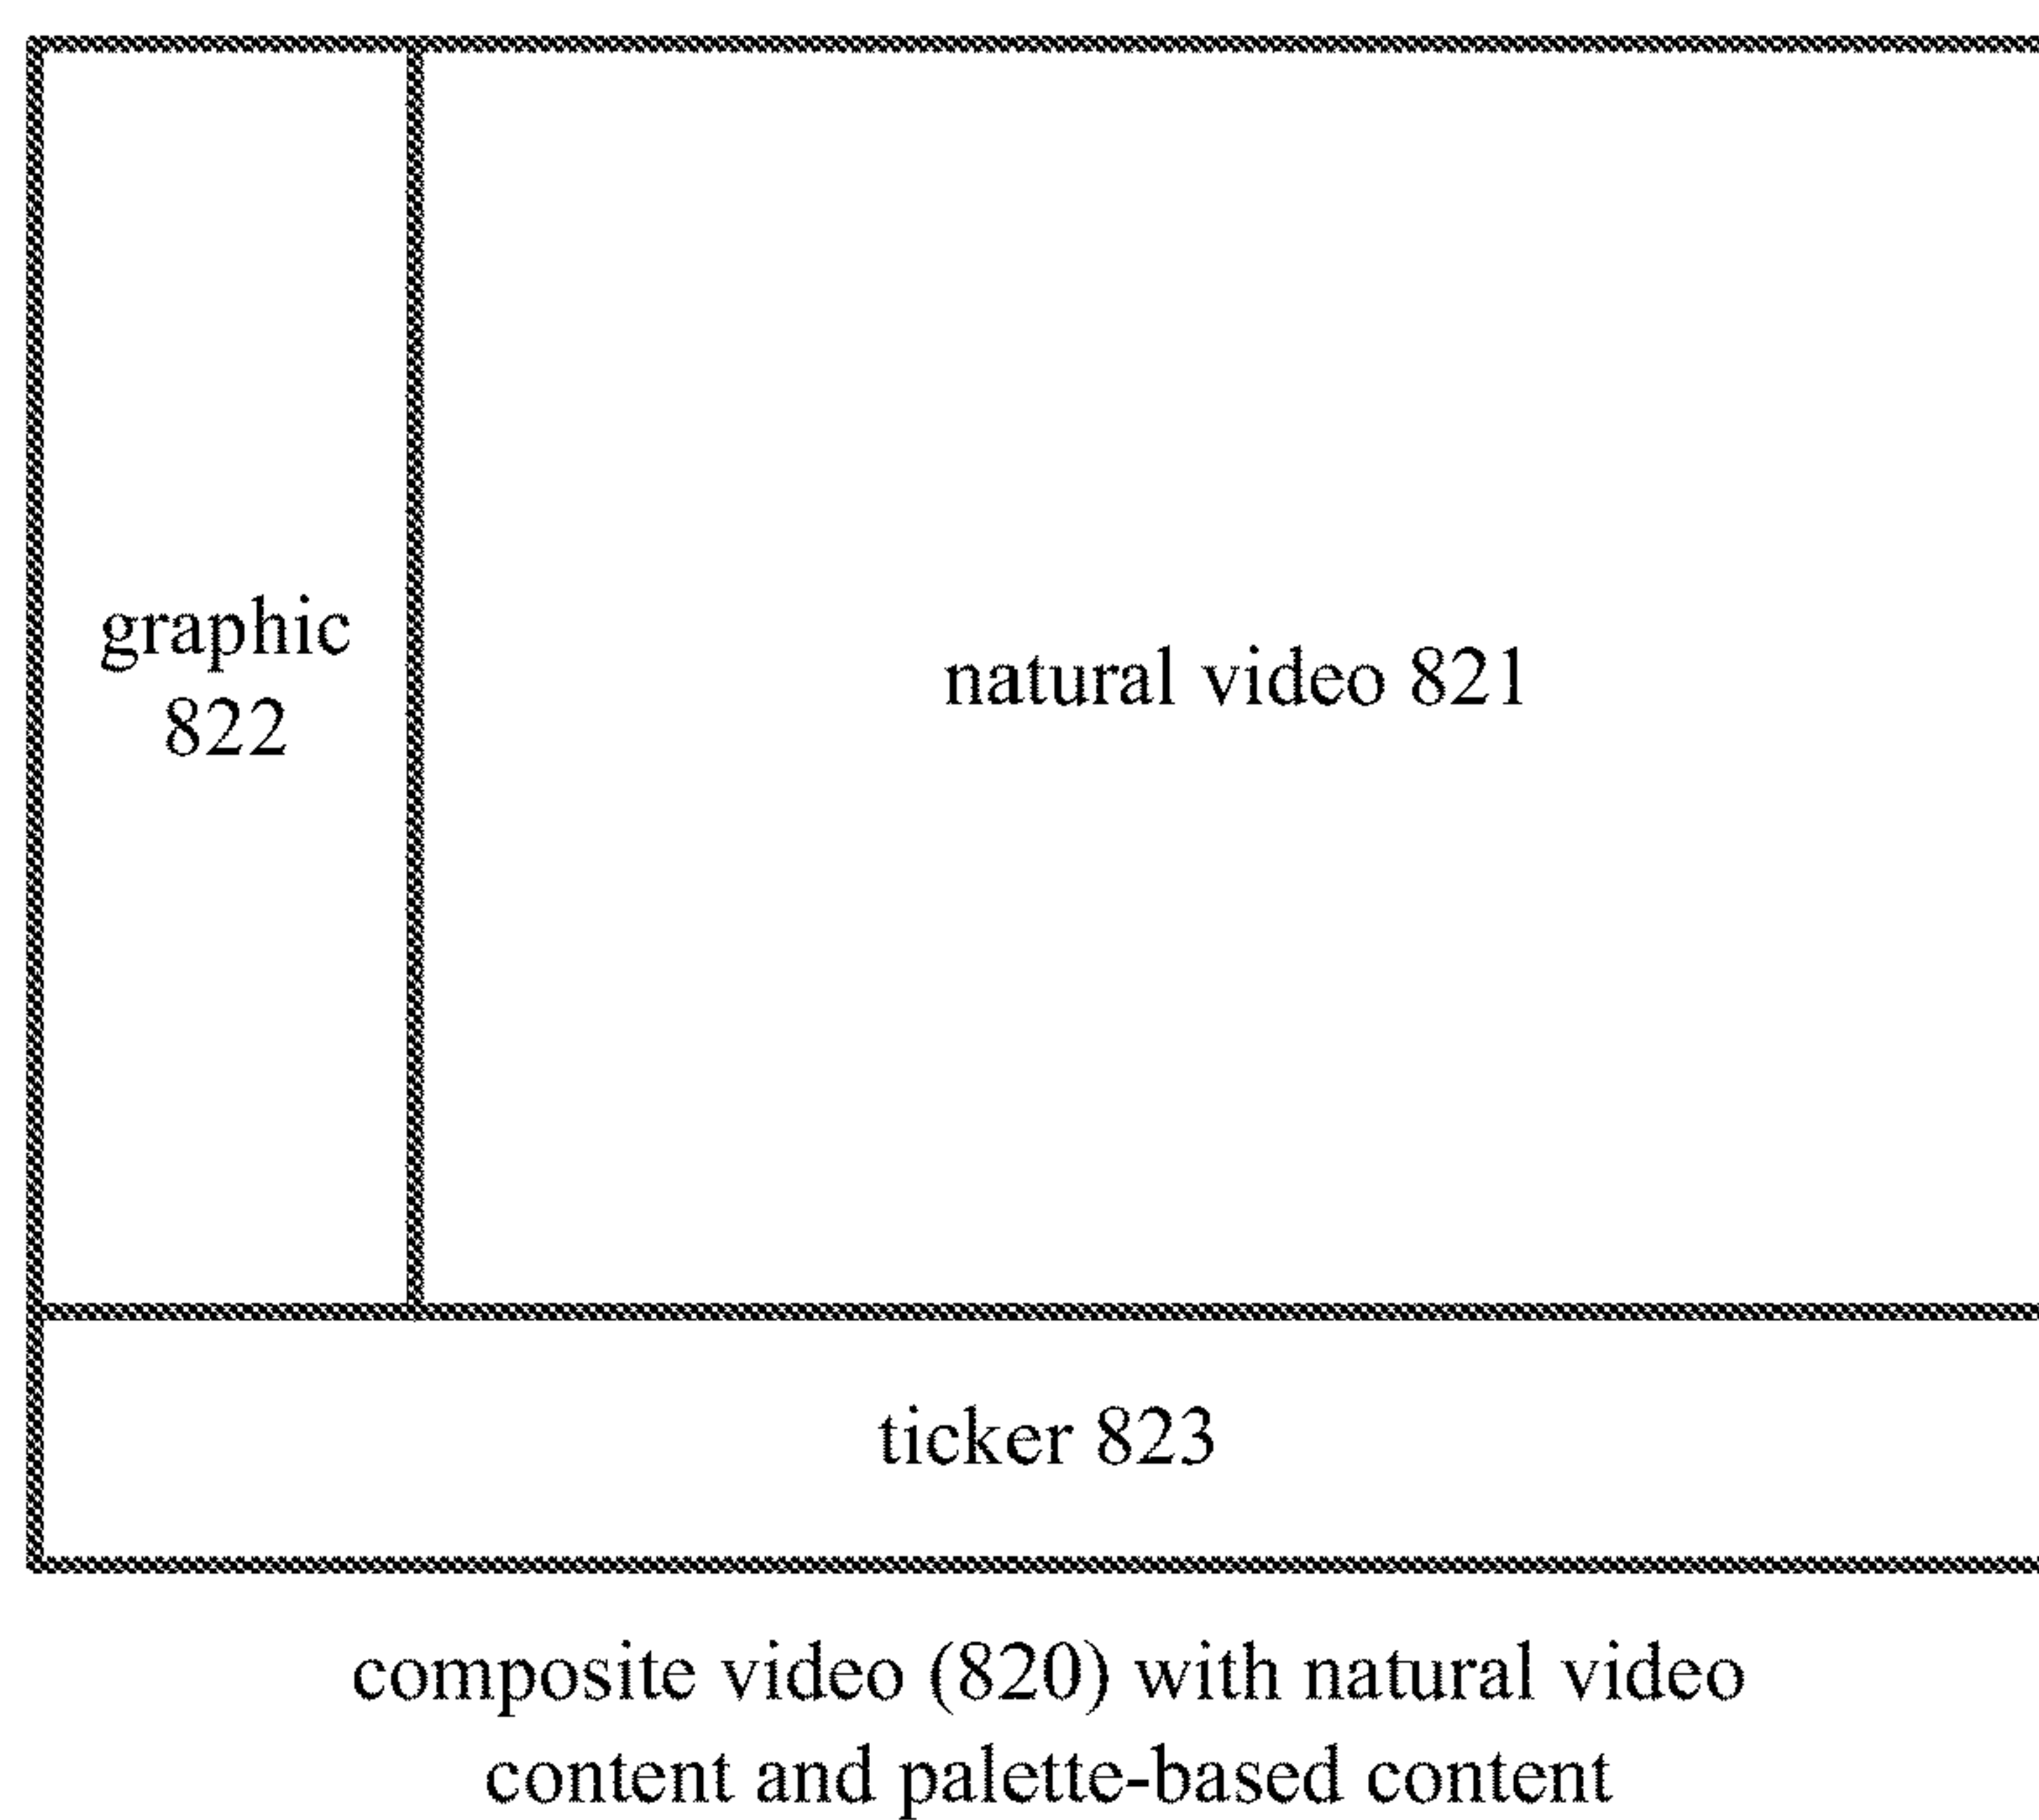 graphic
822
natural video 821
ticker 823
composite video (820) with natural video
content and palette-based content